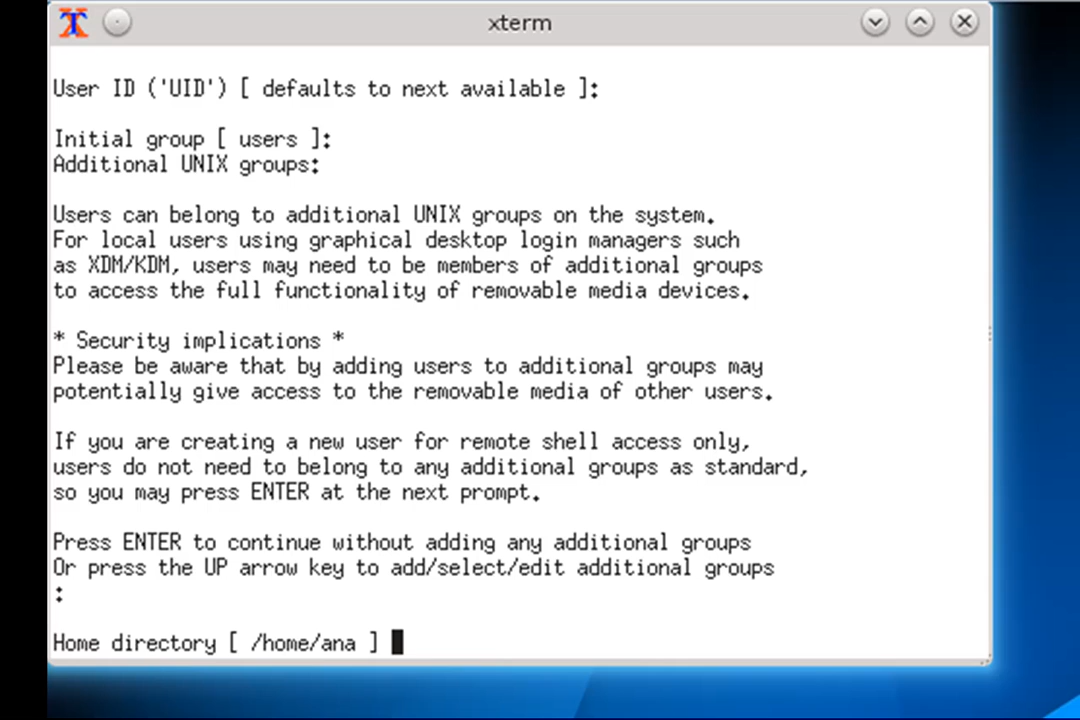 xterm
User ID ('UID') [ defaults to next available ]:
Initial group [ users ]:
Additional UNIX groups:
Users can belong to additional UNIX groups on the system.
For local users using graphical desktop login managers such
as XDM/KDM, users may need to be members of additional groups
to access the full functionality of removable media devices.
* Security implications *
Please be aware that by adding users to additional groups may
potentially give access to the removable media of other users.
If you are creating a new user for remote shell access only,
users do not need to belong to any additional groups as standard,
so you may press ENTER at the next prompt.
Press ENTER to continue without adding any additional groups
Or press the UP arrow key to add/select/edit additional groups
:
Home directory [ /home/ana ]